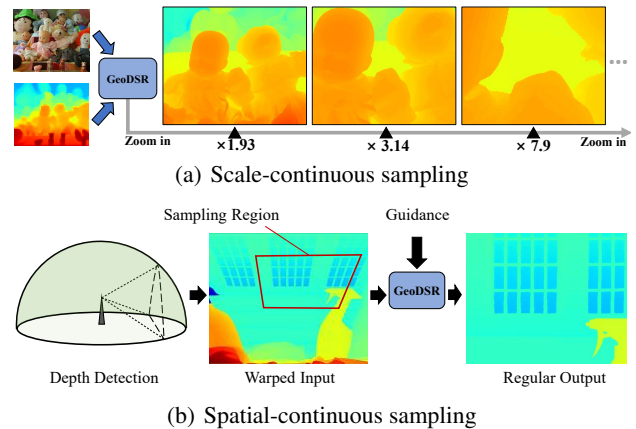 GeoDSR
Zoom in
×1.93
× 3.14
× 7.9
Zoom in
(a) Scale-continuous sampling
Sampling Region
Guidance
GeoDSR
Depth Detection
Warped Input
Regular Output
(b) Spatial-continuous sampling